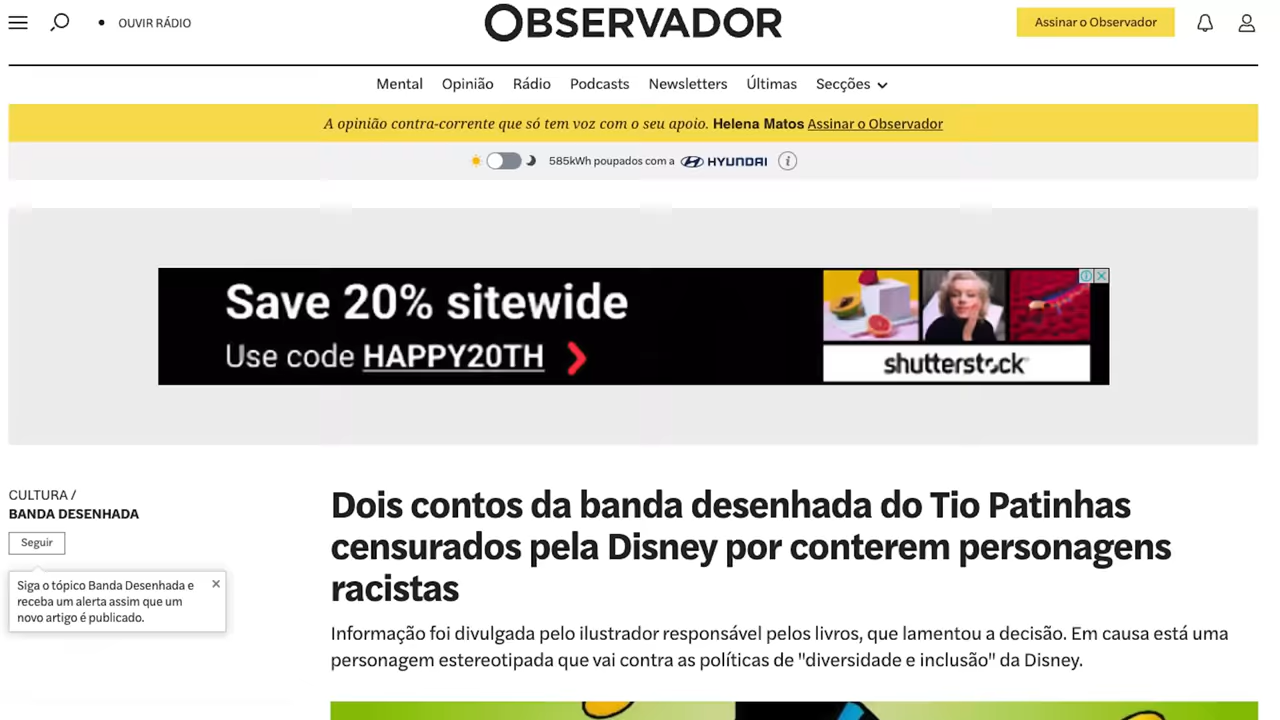 OUVIR RÁDIO
OBSERVADOR
Assinar o Observador
Mental Opinião Rádio Podcasts Newsletters Últimas Secções
A opinião contra-corrente que só tem voz com o seu apoio. Helena Matos Assinar o Observador
585kWh poupados com a HYUNDAI i
Save 20% sitewide
Use code HAPPY20TH
shutterstock
CULTURA /
BANDA DESENHADA
Seguir
Siga o tópico Banda Desenhada e
receba um alerta assim que um
novo artigo é publicado.
Dois contos da banda desenhada do Tio Patinhas
censurados pela Disney por conterem personagens
racistas
Informação foi divulgada pelo ilustrador responsável pelos livros, que lamentou a decisão. Em causa está uma
personagem estereotipada que vai contra as políticas de "diversidade e inclusão" da Disney.